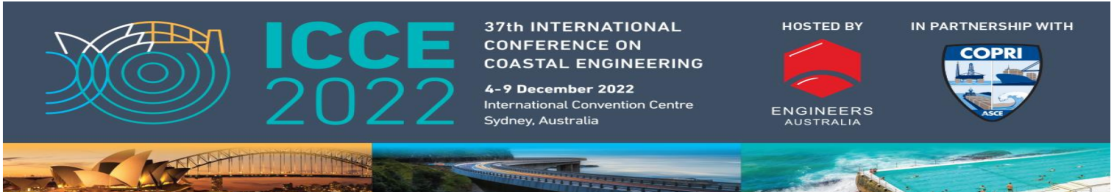 ICCE
2022
37th INTERNATIONAL
CONFERENCE ON
COASTAL ENGINEERING
4-9 December 2022
International Convention Centre
Sydney, Australia
HOSTED BY
ENGINEERS
AUSTRALIA
IN PARTNERSHIP WITH
COPRI
ASCE